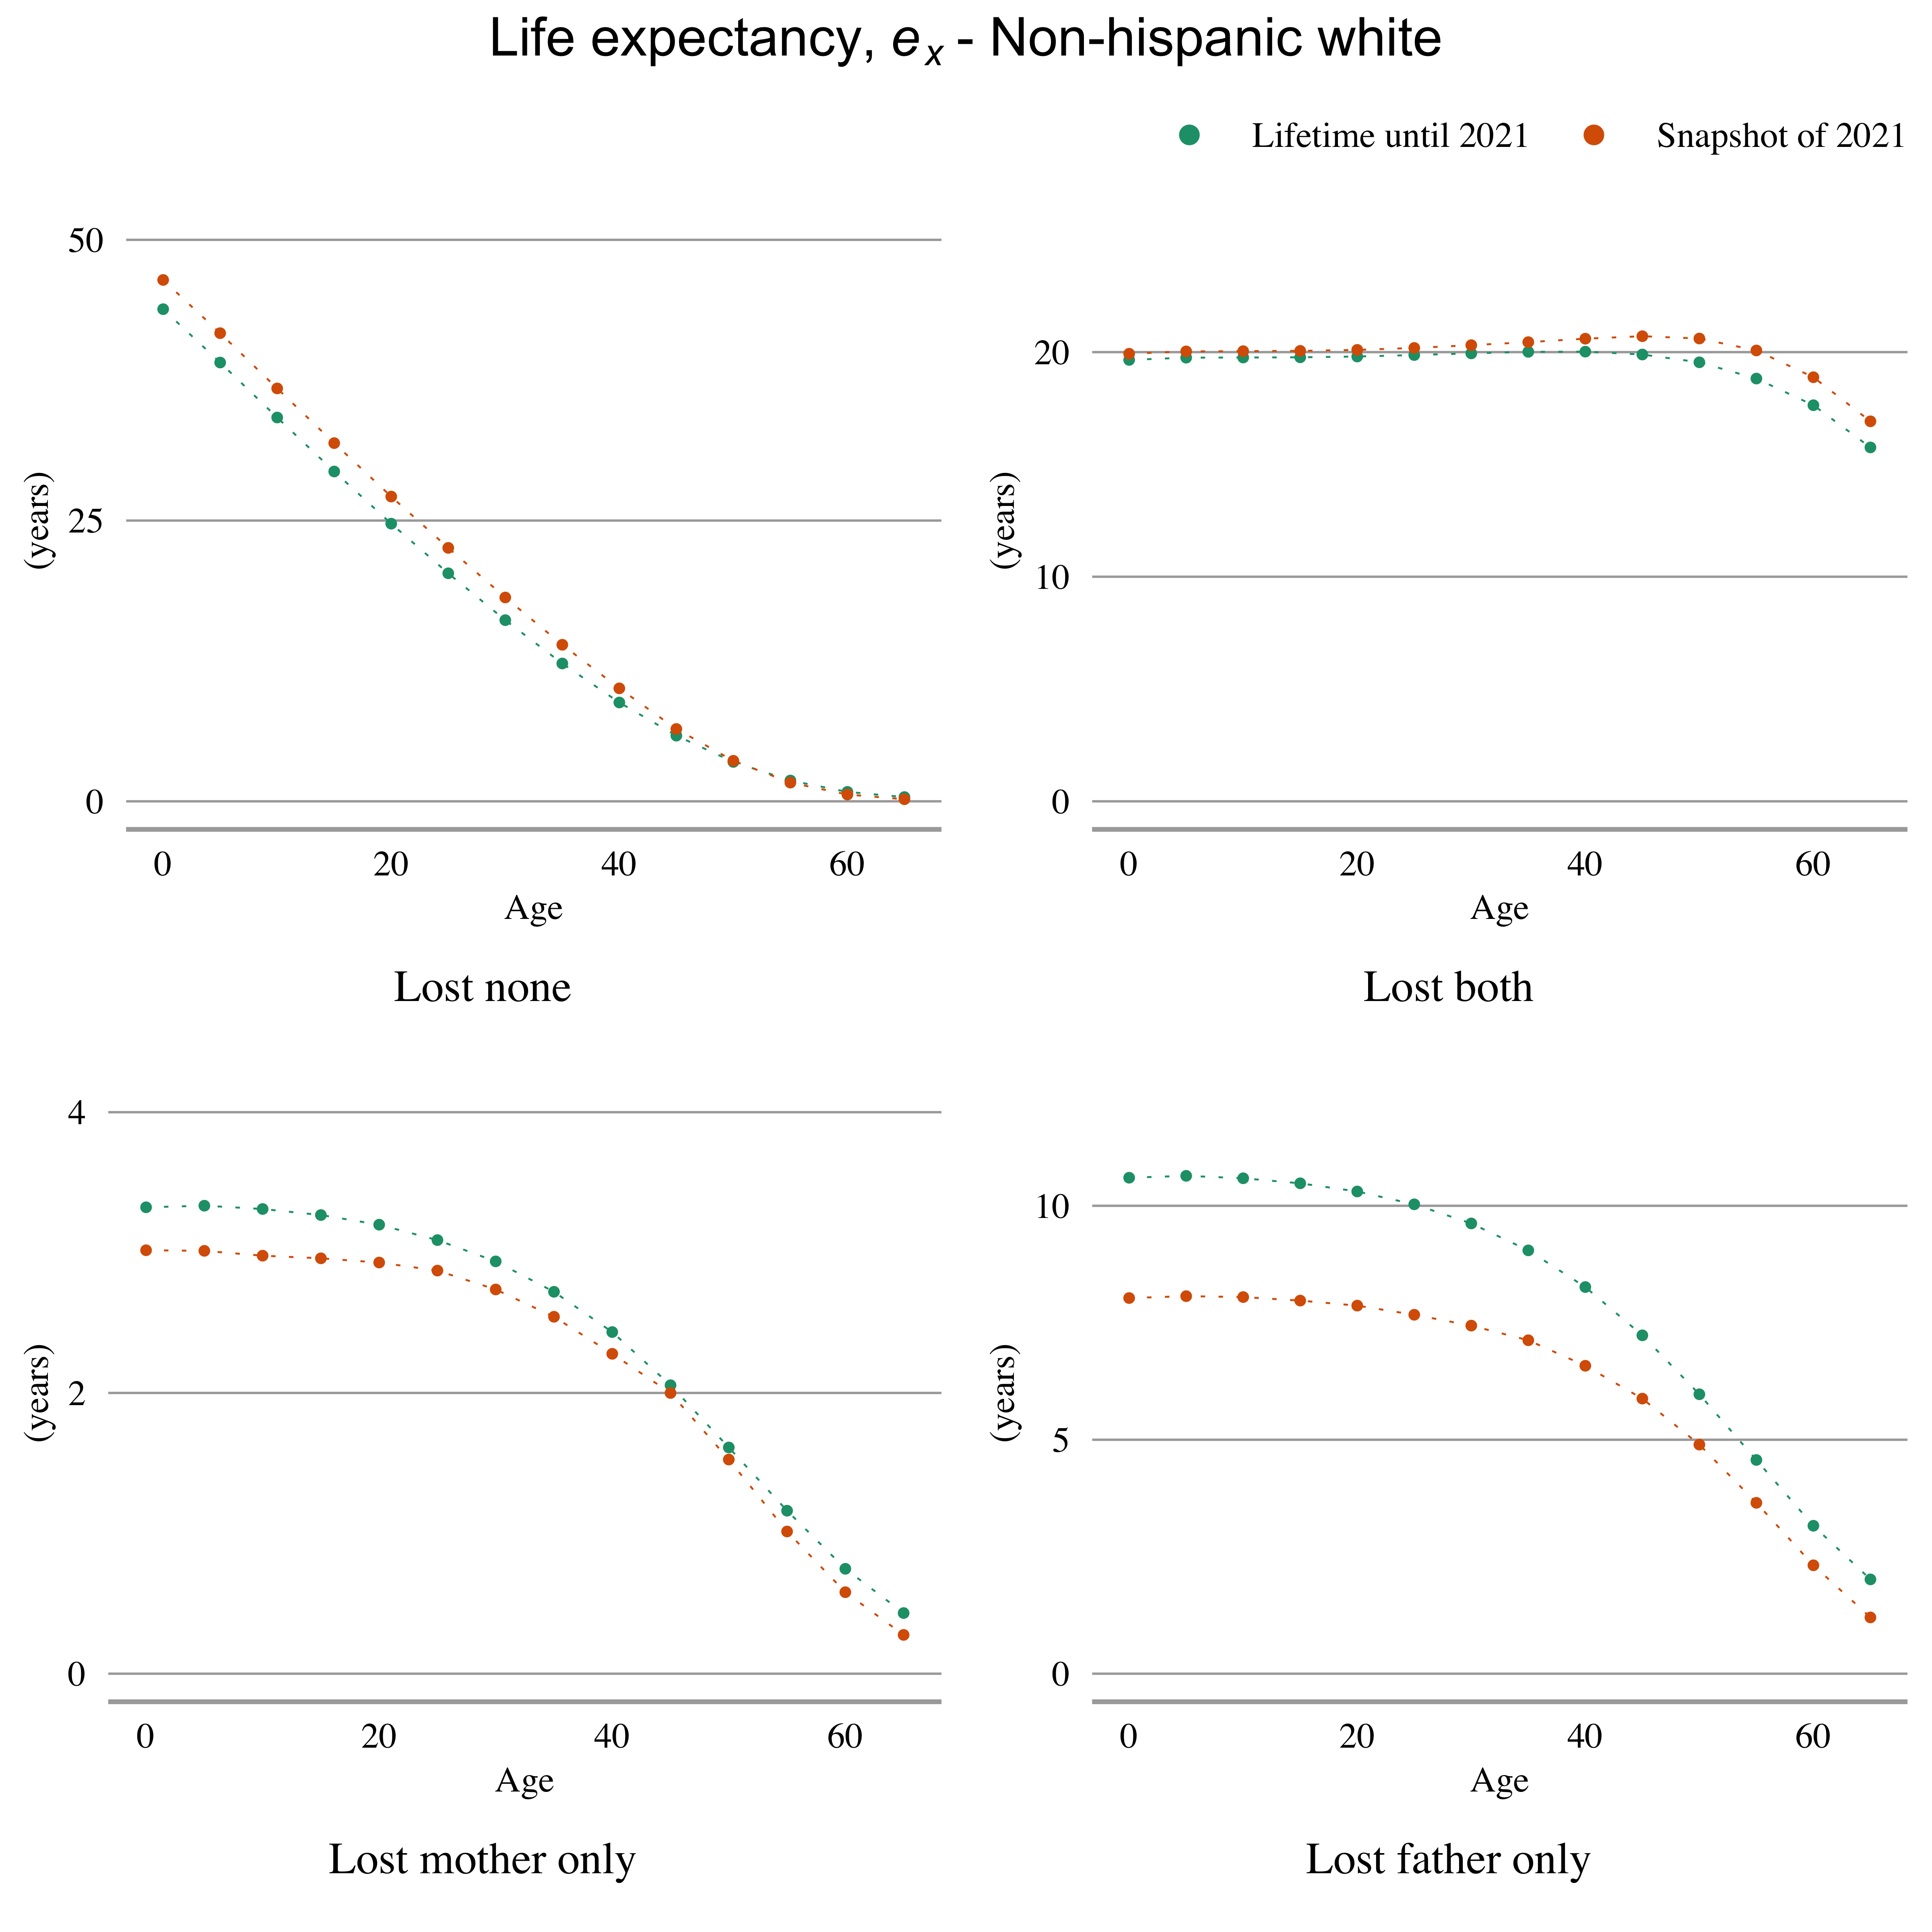 Life expectancy, eₓ - Non-hispanic white
Lifetime until 2021 Snapshot of 2021
50
25
0
(years)
0 20 40 60
Age
Lost none
20
10
0
(years)
0 20 40 60
Age
Lost both
4
2
0
(years)
0 20 40 60
Age
Lost mother only
10
5
0
(years)
0 20 40 60
Age
Lost father only